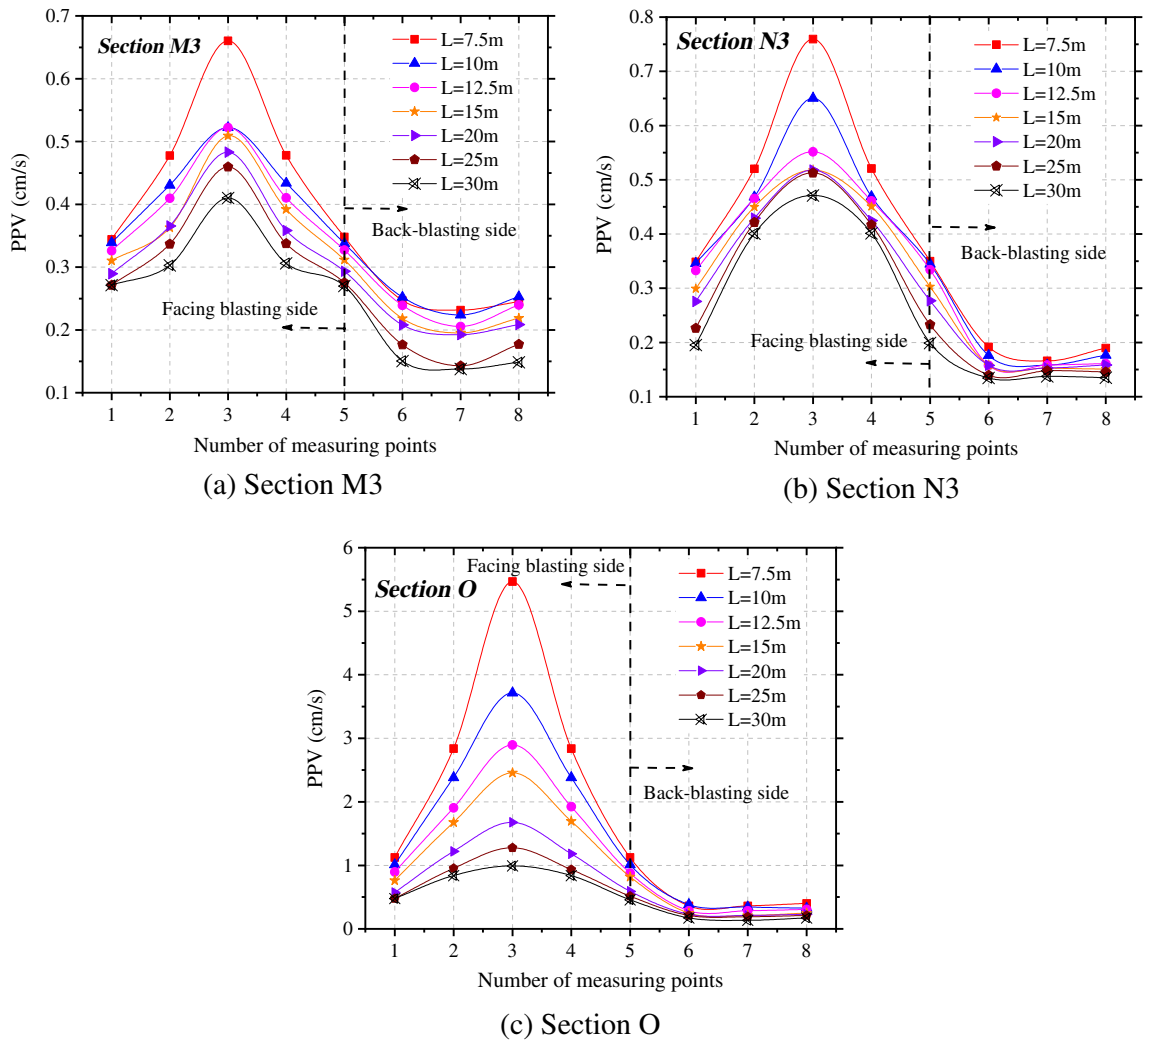 Section M3
L=7.5m
L=10m
L=12.5m
L=15m
L=20m
L=25m
L=30m
Back-blasting side
Facing blasting side
PPV (cm/s)
0.7
0.6
0.5
0.4
0.3
0.2
0.1
1 2 3 4 5 6 7 8
Number of measuring points
(a) Section M3
Section N3
L=7.5m
L=10m
L=12.5m
L=15m
L=20m
L=25m
L=30m
Back-blasting side
Facing blasting side
PPV (cm/s)
0.8
0.7
0.6
0.5
0.4
0.3
0.2
0.1
1 2 3 4 5 6 7 8
Number of measuring points
(b) Section N3
Facing blasting side
Section O
L=7.5m
L=10m
L=12.5m
L=15m
L=20m
L=25m
L=30m
Back-blasting side
PPV (cm/s)
6
5
4
3
2
1
0
1 2 3 4 5 6 7 8
Number of measuring points
(c) Section O